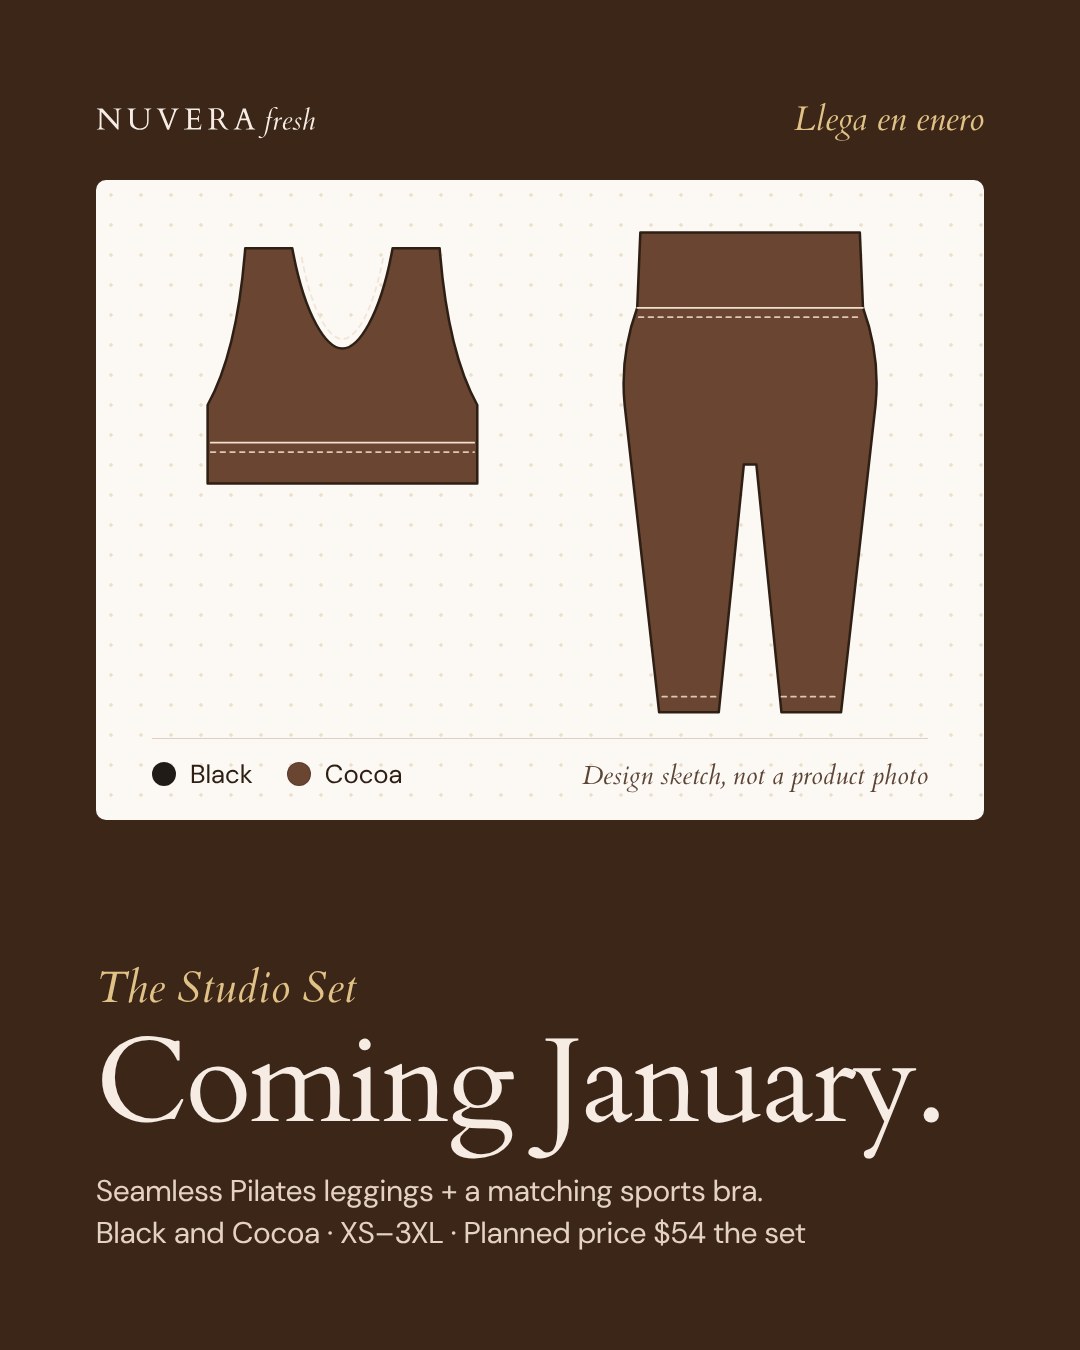 NUVERA fresh
Llega en enero
Black
Cocoa
Design sketch, not a product photo
The Studio Set
Coming January.
Seamless Pilates leggings + a matching sports bra.
Black and Cocoa · XS–3XL · Planned price $54 the set